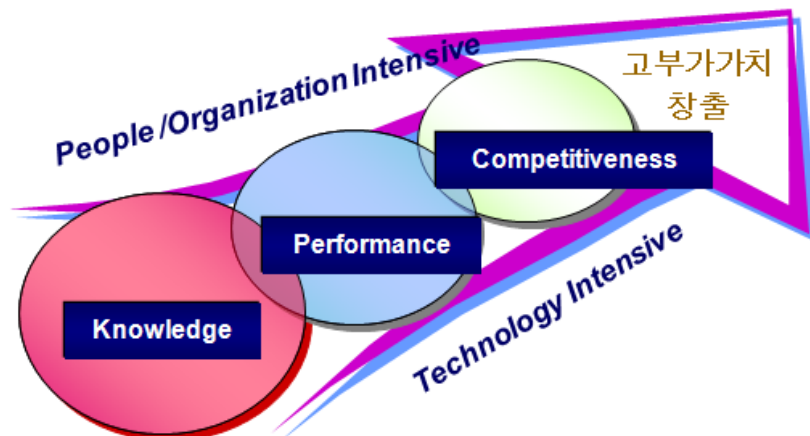 People /Organization Intensive
고부가가치
창출
Competitiveness
Performance
Knowledge
Technology Intensive